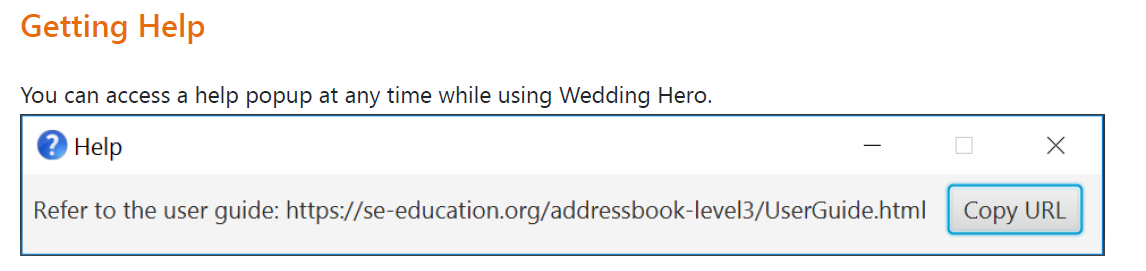 Getting Help
You can access a help popup at any time while using Wedding Hero.
? Help
Refer to the user guide: https://se-education.org/addressbook-level3/UserGuide.html Copy URL